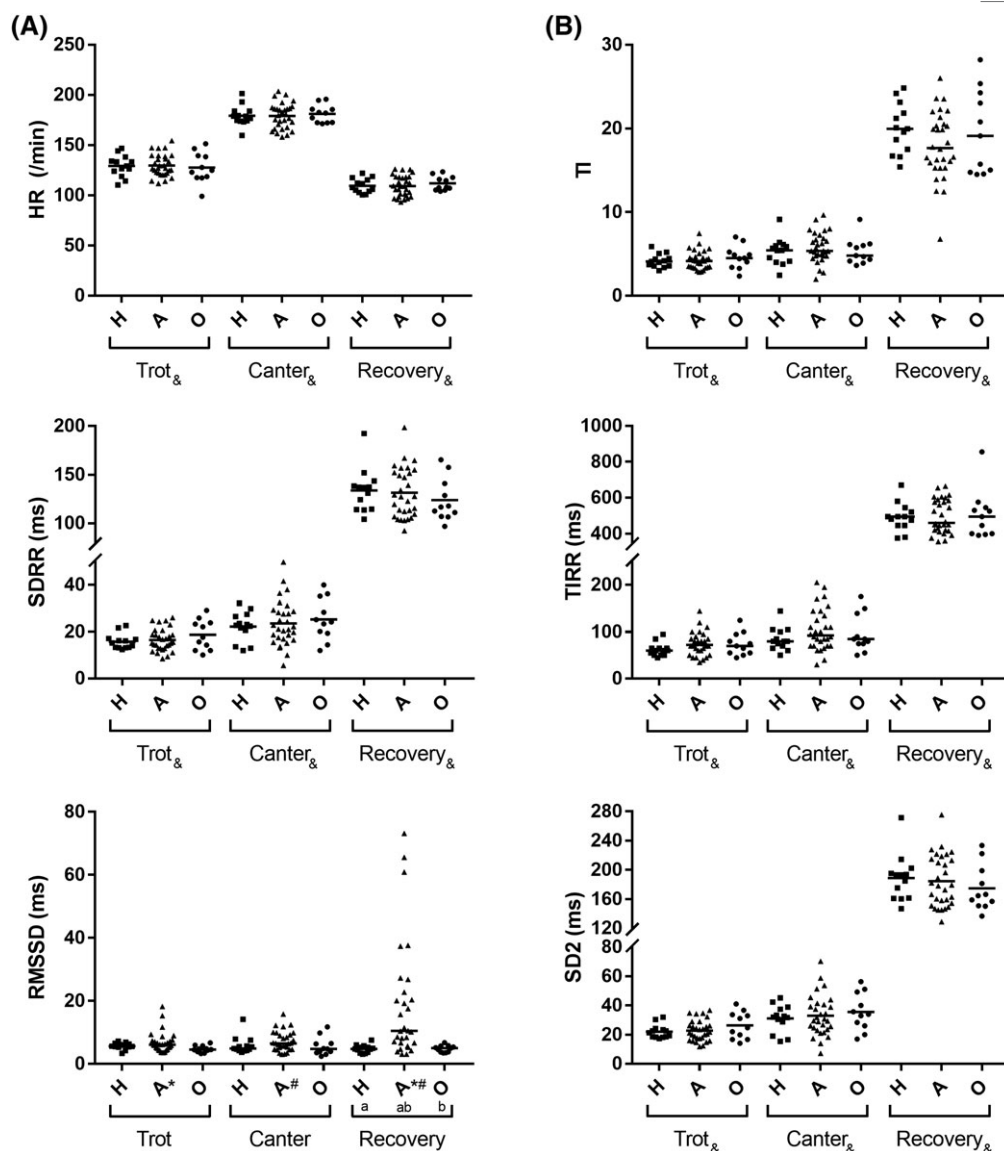 (A)
250
200
150
100
50
0
HR (/min)
H A O H A O H A O
Trot& Canter& Recovery&
200
150
100
40
20
0
SDRR (ms)
H A O H A O H A O
Trot& Canter& Recovery&
80
60
40
20
0
RMSSD (ms)
H A* O H A# O H A*# O
a ab b
Trot Canter Recovery
(B)
30
20
10
0
TI
H A O H A O H A O
Trot& Canter& Recovery&
1000
800
600
400
200
100
0
TIRR (ms)
H A O H A O H A O
Trot& Canter& Recovery&
280
240
200
160
120
80
60
40
20
0
SD2 (ms)
H A O H A O H A O
Trot& Canter& Recovery&